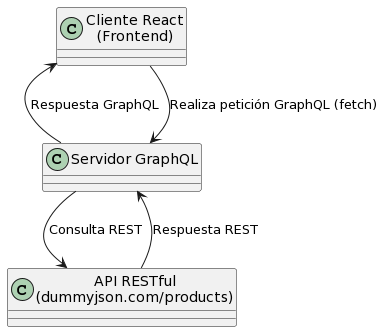 C
Cliente React
(Frontend)
Respuesta GraphQL
Realiza petición GraphQL (fetch)
C
Servidor GraphQL
Consulta REST
Respuesta REST
C
API RESTful
(dummyjson.com/products)